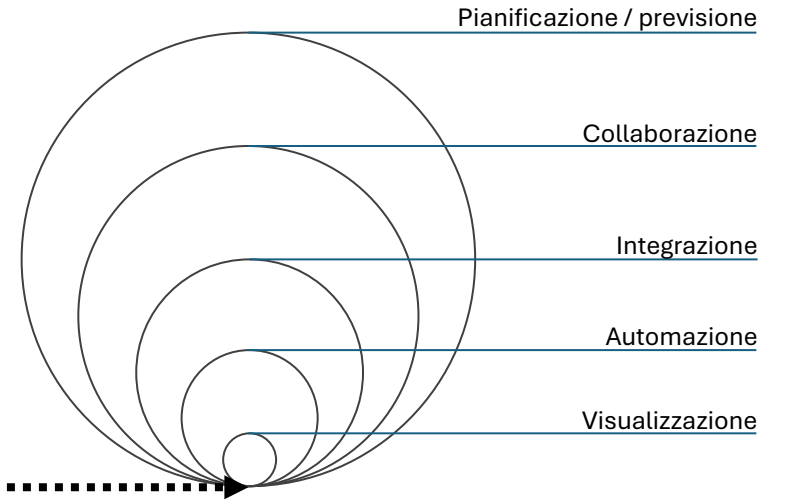 Pianificazione / previsione
Collaborazione
Integrazione
Automazione
Visualizzazione